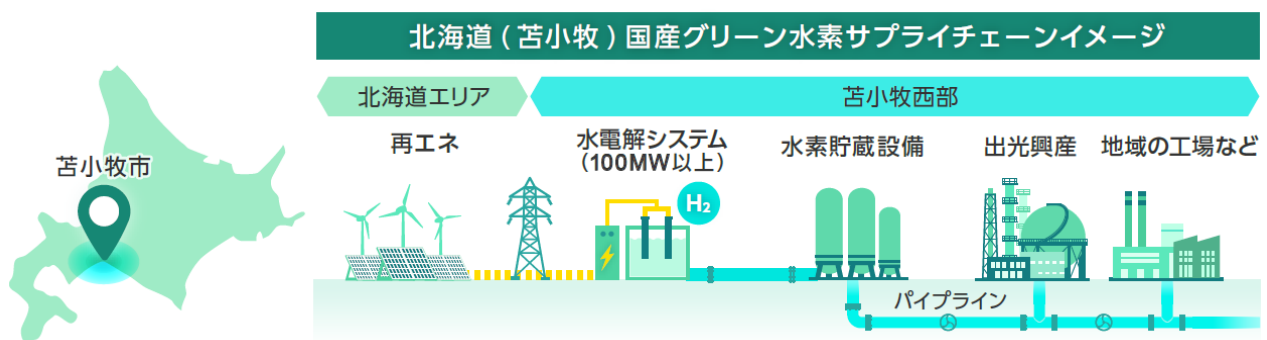 北海道(苫小牧)国産グリーン水素サプライチェーンイメージ
北海道エリア
苫小牧西部
苫小牧市
再エネ
水電解システム
(100MW以上)
H₂
水素貯蔵設備
出光興産
地域の工場など
パイプライン